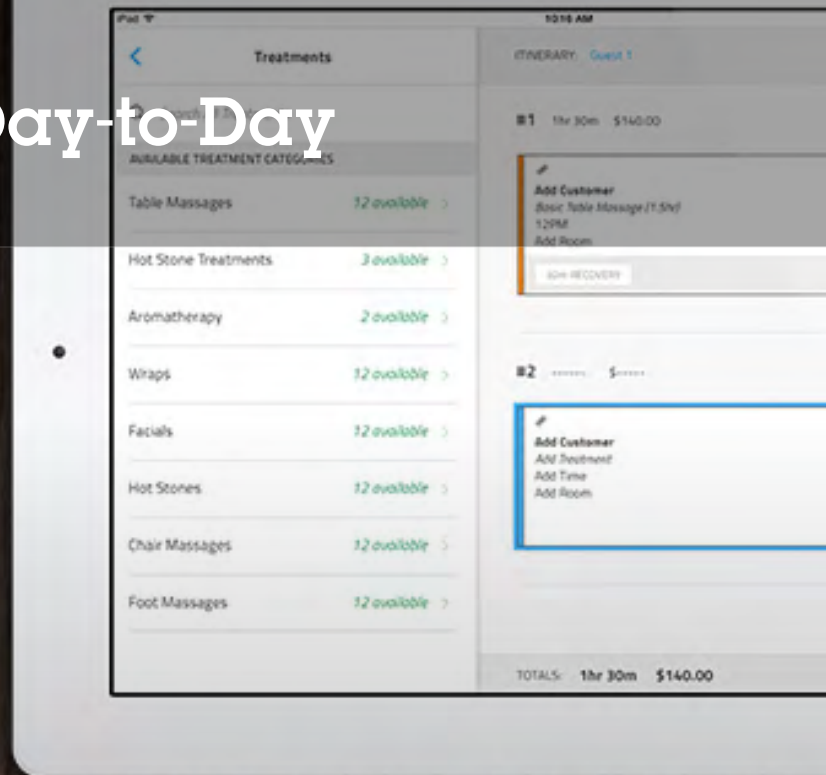 iPad
10:16 AM
Treatments
ITINERARY: Guest 1
Day-to-Day
#1 1hr 30m $140.00
AVAILABLE TREATMENT CATEGORIES
Table Massages 12 available >
Hot Stone Treatments 3 available >
Aromatherapy 2 available >
Wraps 12 available >
Facials 12 available >
Hot Stones 12 available >
Chair Massages 12 available >
Foot Massages 12 available >
Add Customer
Basic Table Massage (1.5hr)
12PM
Add Room
RECOVERY
#2 ------ $-----
Add Customer
Add Treatment
Add Time
Add Room
TOTALS: 1hr 30m $140.00